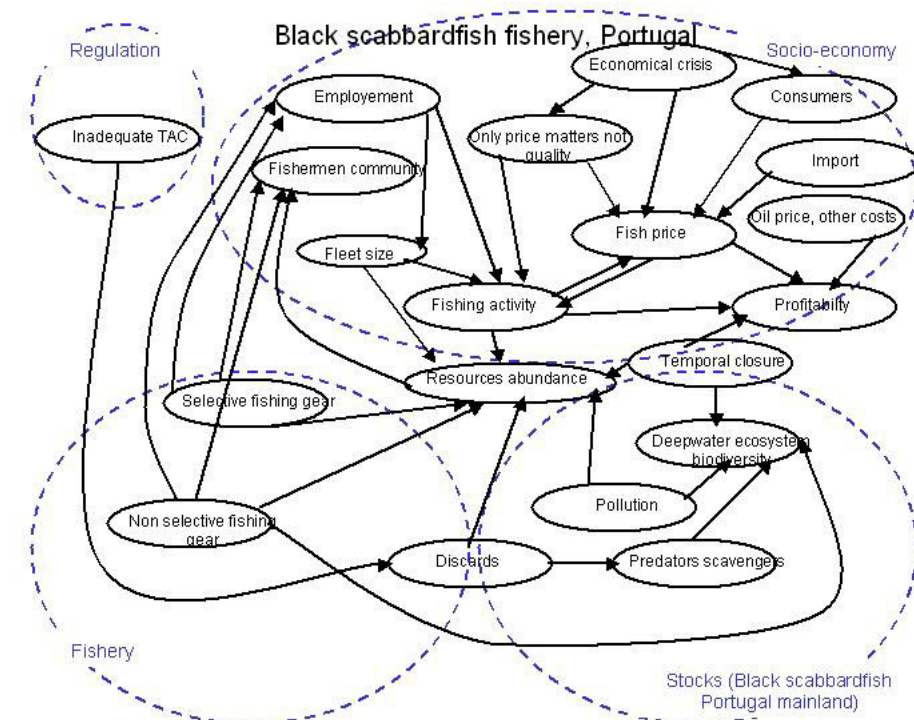 Black scabbardfish fishery, Portugal
Regulation
Socio-economy
Economical crisis
Employement
Consumers
Inadequate TAC
Only price matters not
quality
Fishermen community
Import
Oil price, other costs
Fish price
Fleet size
Fishing activity
Profitabilty
Temporal closure
Resources abundance
Selective fishing gear
Deepwater ecosystem
biodiversity
Pollution
Non selective fishing
gear
Discards
Predators scavengers
Fishery
Stocks (Black scabbardfish
Portugal mainland)